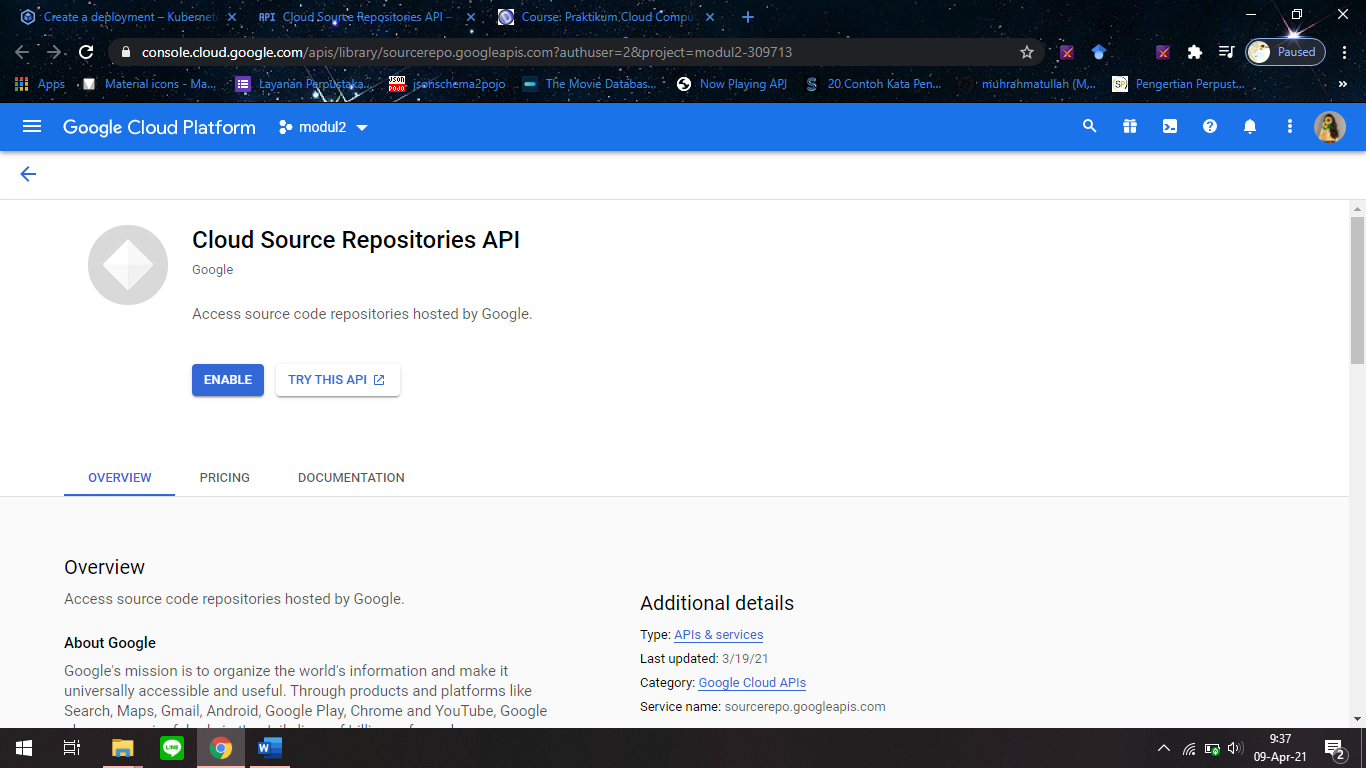 Create a deployment – Kubernet
API Cloud Source Repositories API –
Course: Praktikum Cloud Compu
console.cloud.google.com/apis/library/sourcerepo.googleapis.com?authuser=2&project=modul2-309713
Paused
Apps
Material icons - Ma...
Layanan Perpustaka...
JSON POJO jsonschema2pojo
The Movie Databas...
Now Playing API
20 Contoh Kata Pen...
muhrahmatullah (M,...
SP Pengertian Perpust...
Google Cloud Platform
modul2
Cloud Source Repositories API
Google
Access source code repositories hosted by Google.
ENABLE
TRY THIS API
OVERVIEW
PRICING
DOCUMENTATION
Overview
Access source code repositories hosted by Google.
About Google
Google's mission is to organize the world's information and make it
universally accessible and useful. Through products and platforms like
Search, Maps, Gmail, Android, Google Play, Chrome and YouTube, Google
Additional details
Type: APIs & services
Last updated: 3/19/21
Category: Google Cloud APIs
Service name: sourcerepo.googleapis.com
LINE
W
9:37
09-Apr-21
2